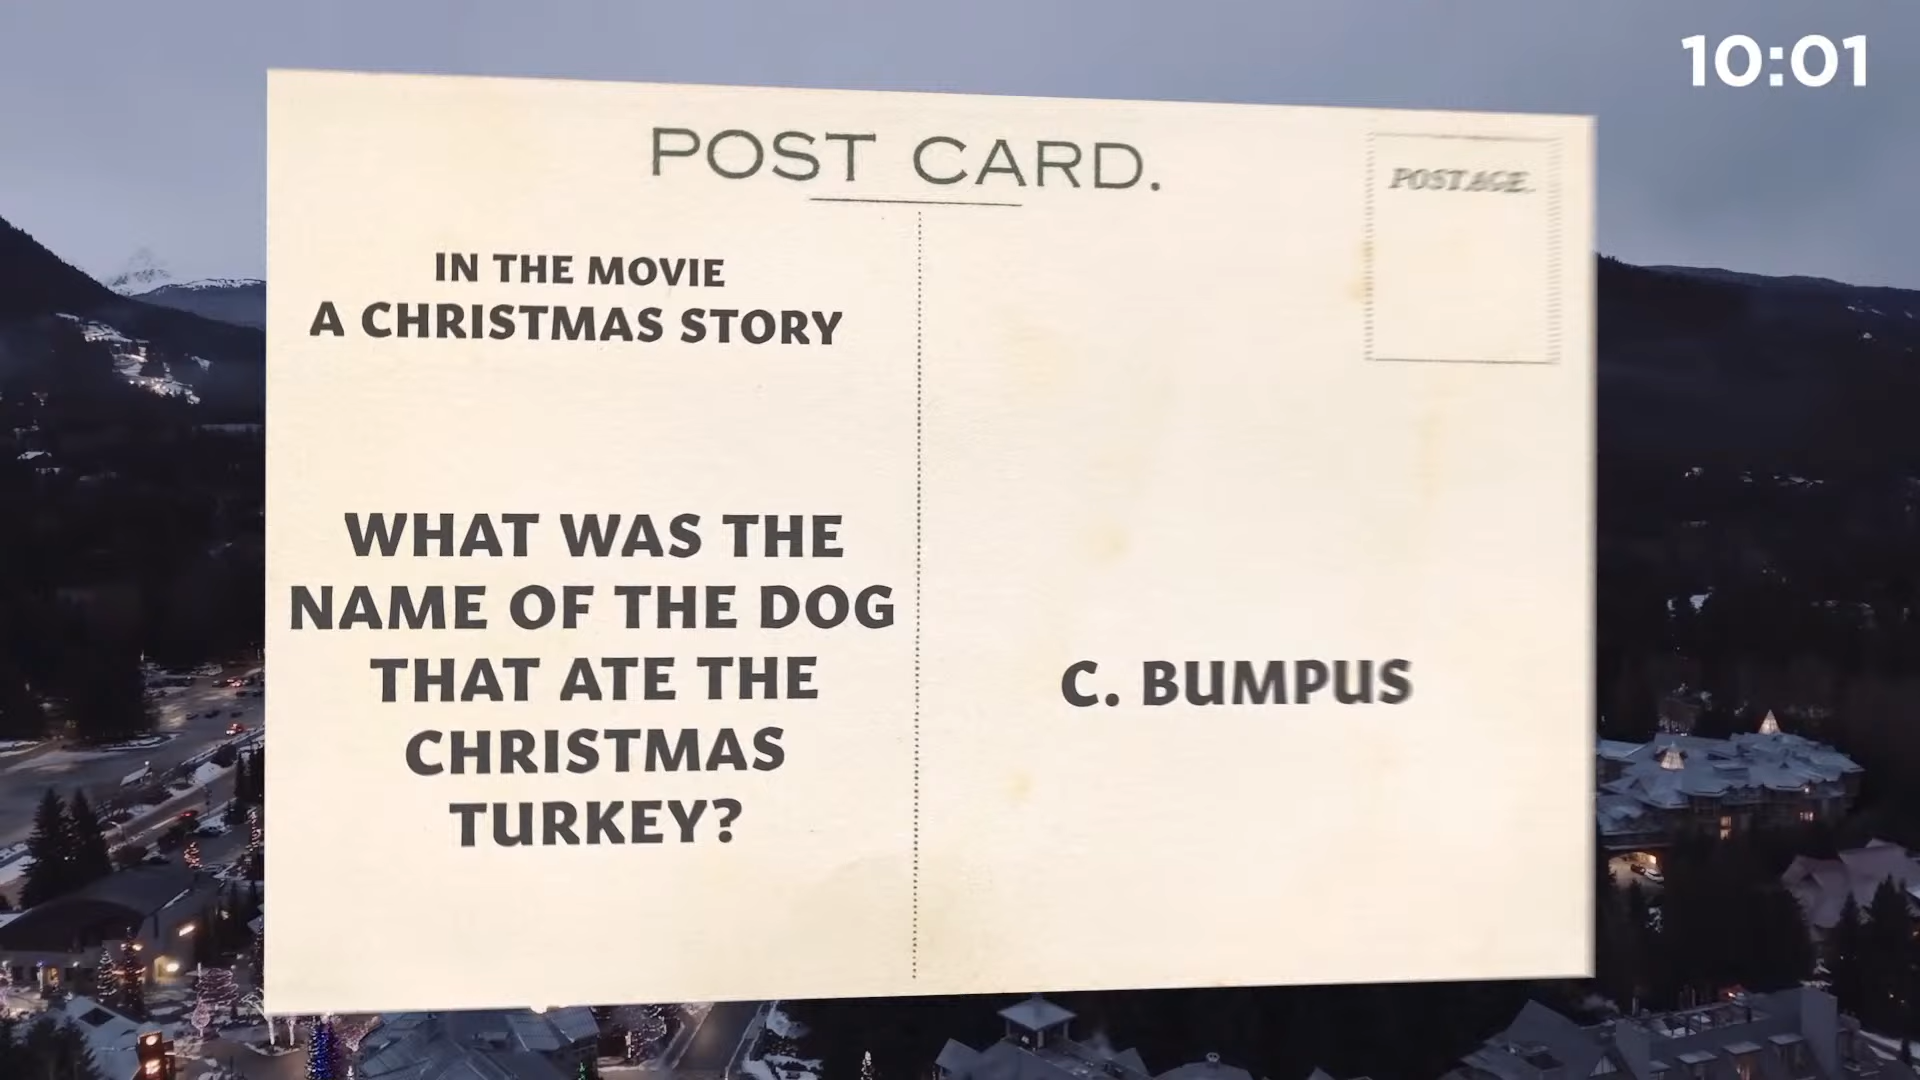 10:01
POST CARD.
POSTAGE.
IN THE MOVIE
A CHRISTMAS STORY
WHAT WAS THE
NAME OF THE DOG
THAT ATE THE
CHRISTMAS
TURKEY?
C. BUMPUS